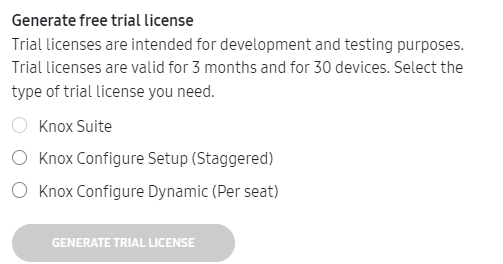 Generate free trial license
Trial licenses are intended for development and testing purposes.
Trial licenses are valid for 3 months and for 30 devices. Select the
type of trial license you need.
Knox Suite
Knox Configure Setup (Staggered)
Knox Configure Dynamic (Per seat)
GENERATE TRIAL LICENSE